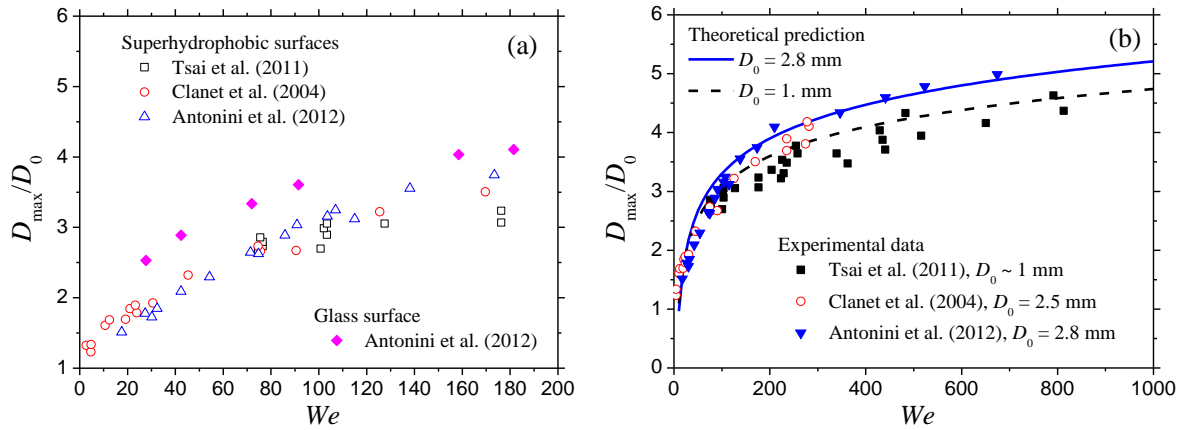 (a)
Superhydrophobic surfaces
Tsai et al. (2011)
Clanet et al. (2004)
Antonini et al. (2012)
Glass surface
Antonini et al. (2012)
D_max/D_0
6
5
4
3
2
1
0 20 40 60 80 100 120 140 160 180 200
We
(b)
Theoretical prediction
D_0 = 2.8 mm
D_0 = 1. mm
Experimental data
Tsai et al. (2011), D_0 ~ 1 mm
Clanet et al. (2004), D_0 = 2.5 mm
Antonini et al. (2012), D_0 = 2.8 mm
D_max/D_0
6
5
4
3
2
1
0
0 200 400 600 800 1000
We